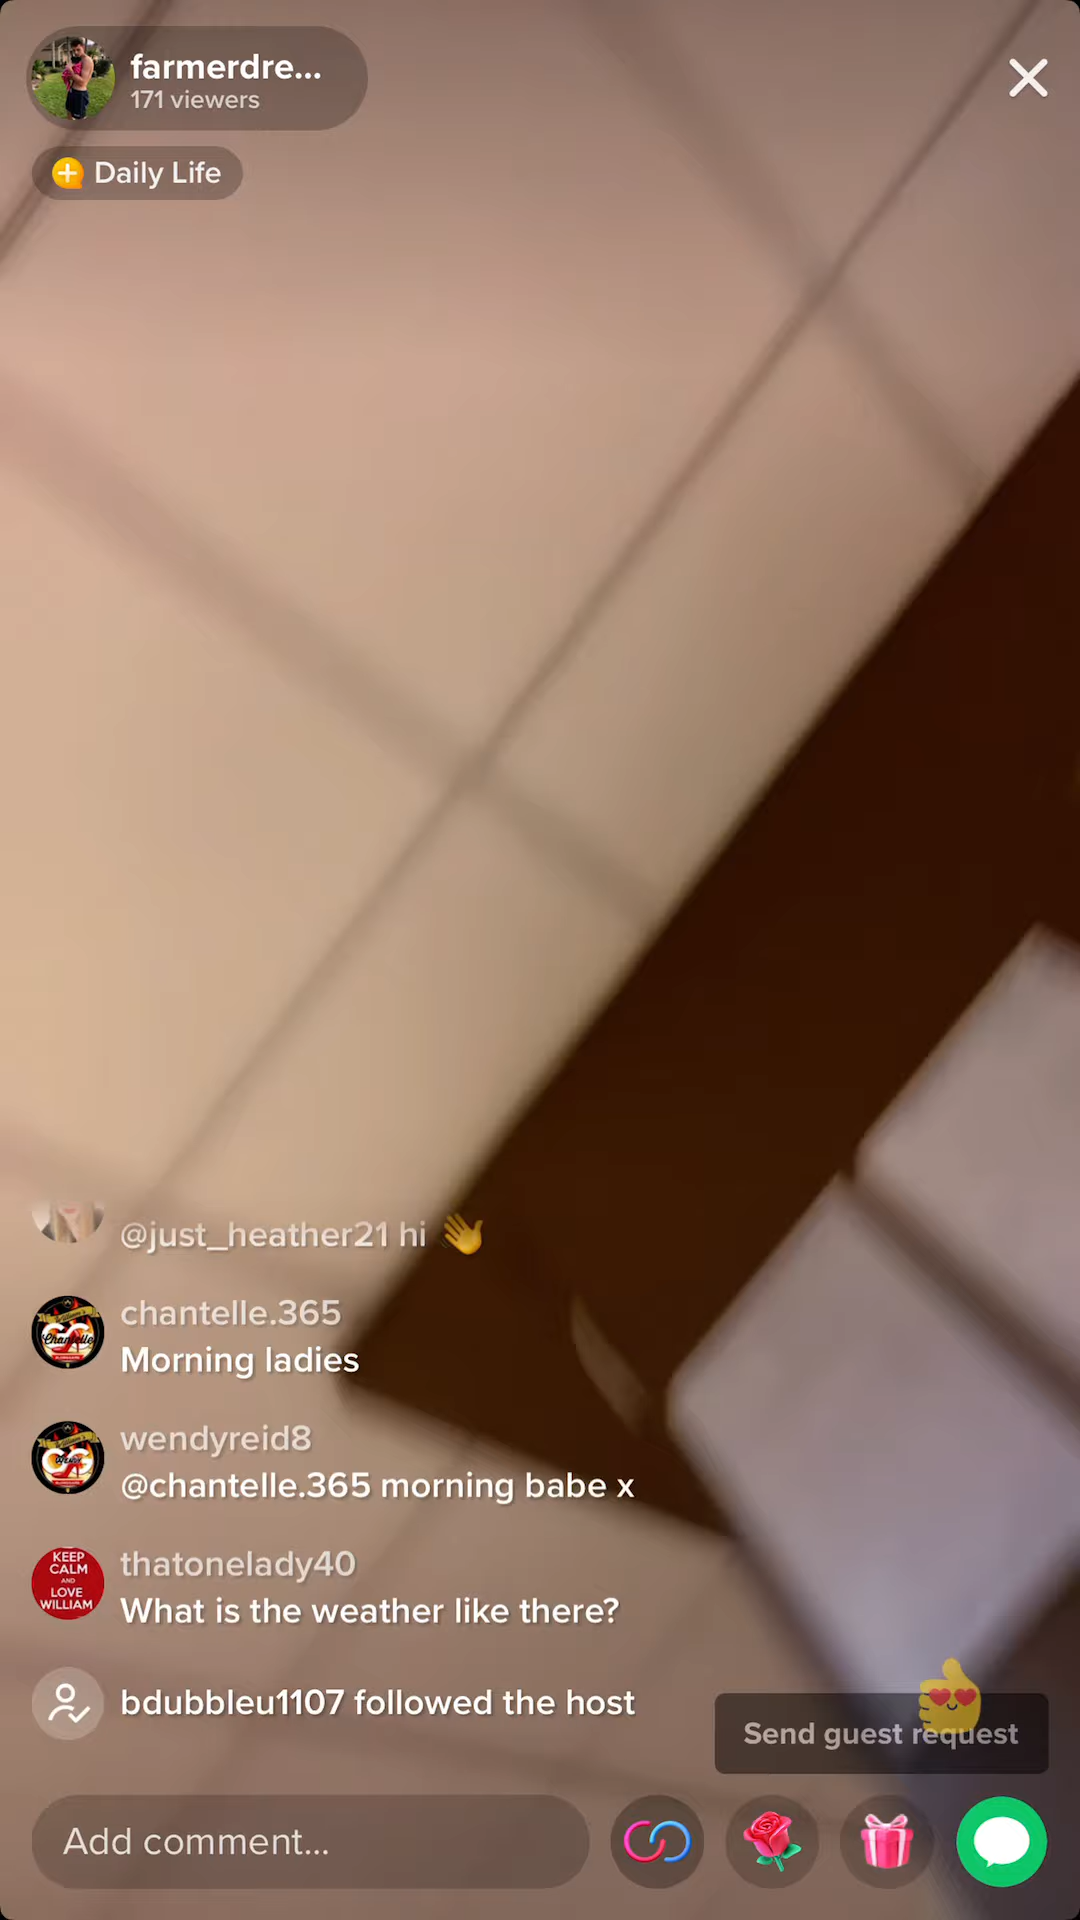 farmerdre...
171 viewers
Daily Life
@just_heather21 hi 👋
chantelle.365
Morning ladies
wendyreid8
@chantelle.365 morning babe x
KEEP
CALM
AND
LOVE
WILLIAM
thatonelady40
What is the weather like there?
bdubbleu1107 followed the host
Send guest request
Add comment...